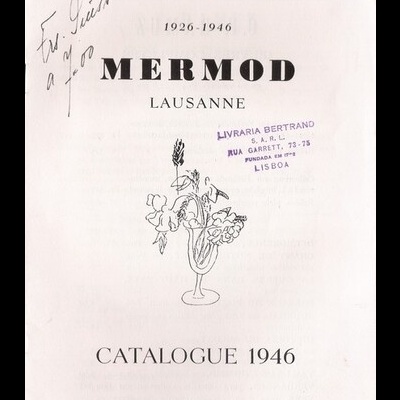 1926-1946
MERMOD
LAUSANNE
LIVRARIA BERTRAND
S. A. R. L.
RUA GARRETT, 73-75
LISBOA
CATALOGUE 1946